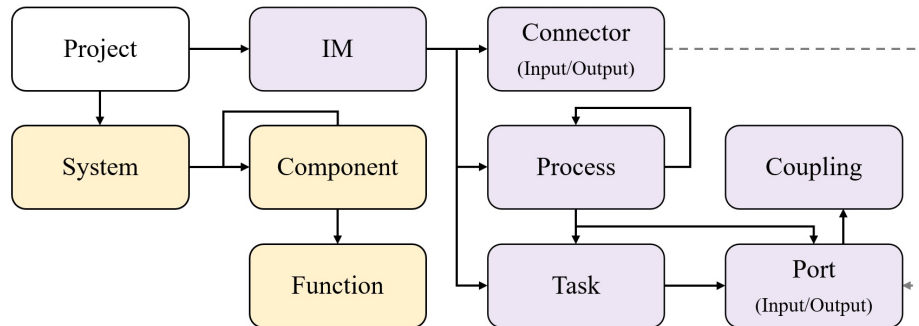 Project
IM
Connector
(Input/Output)
System
Component
Process
Coupling
Function
Task
Port
(Input/Output)